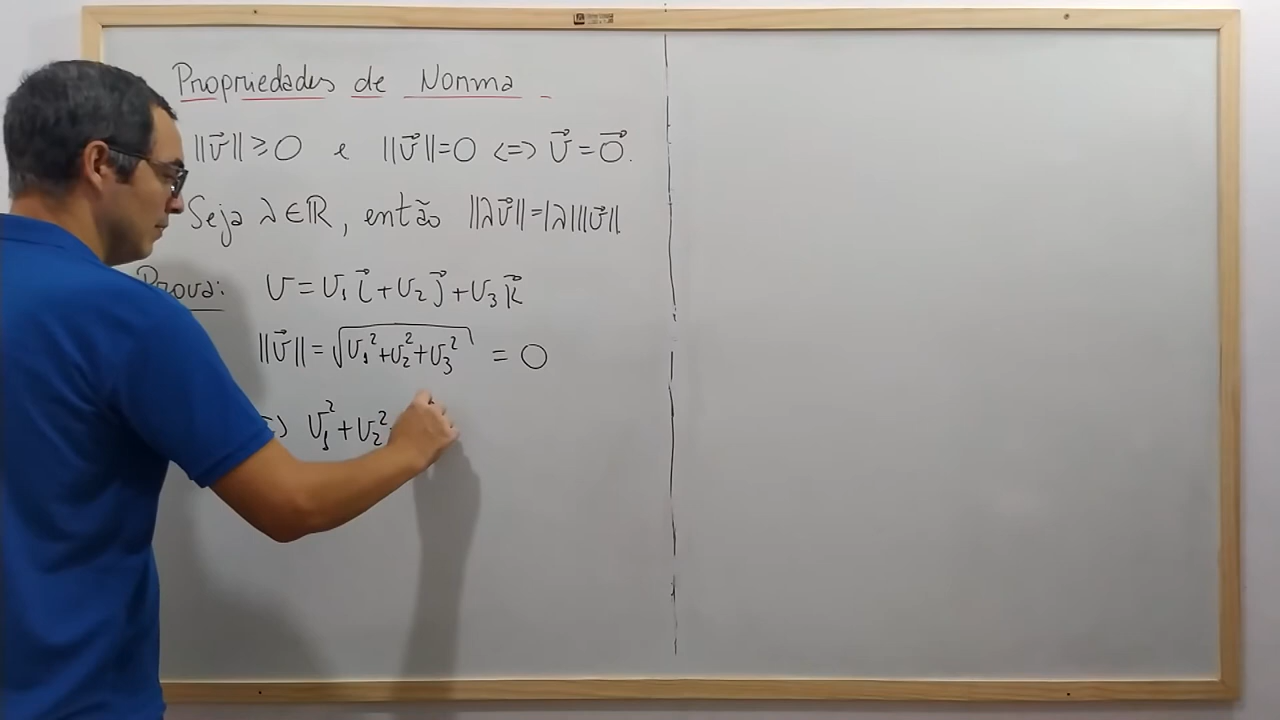 Propriedades de Norma
||v⃗|| ≥ 0 e ||v⃗|| = 0 <=> v⃗ = 0⃗.
Seja λ ∈ ℝ, então ||λv⃗|| = |λ| ||v⃗||
Prova: v = v₁ i⃗ + v₂ j⃗ + v₃ k⃗
||v⃗|| = √(v₁² + v₂² + v₃²) = 0
=> v₁² + v₂²